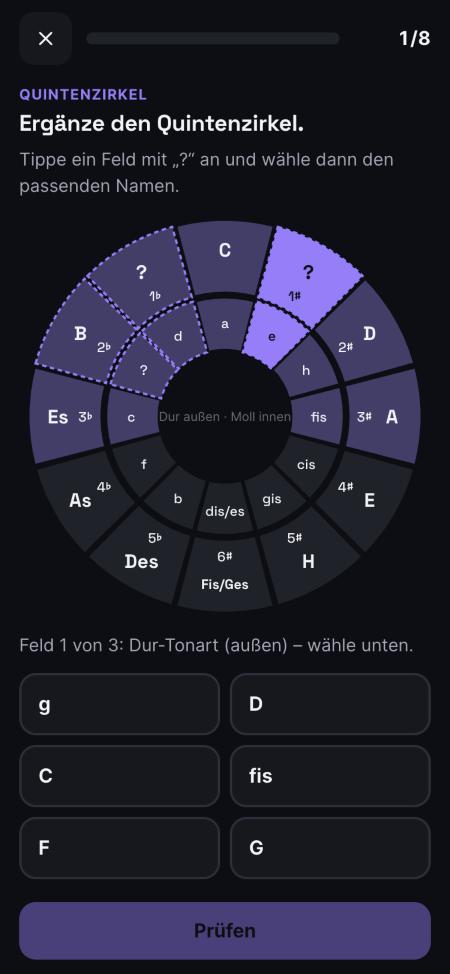 1/8
QUINTENZIRKEL
Ergänze den Quintenzirkel.
Tippe ein Feld mit „?“ an und wähle dann den
passenden Namen.
C
?
1♭
?
1♯
a
d
e
B
2♭
D
2♯
?
h
Es 3♭
c
Dur außen · Moll innen
fis
3♯ A
f
cis
As
4♭
4♯
E
b
gis
dis/es
5♭
Des
5♯
H
6♯
Fis/Ges
Feld 1 von 3: Dur-Tonart (außen) – wähle unten.
g
D
C
fis
F
G
Prüfen